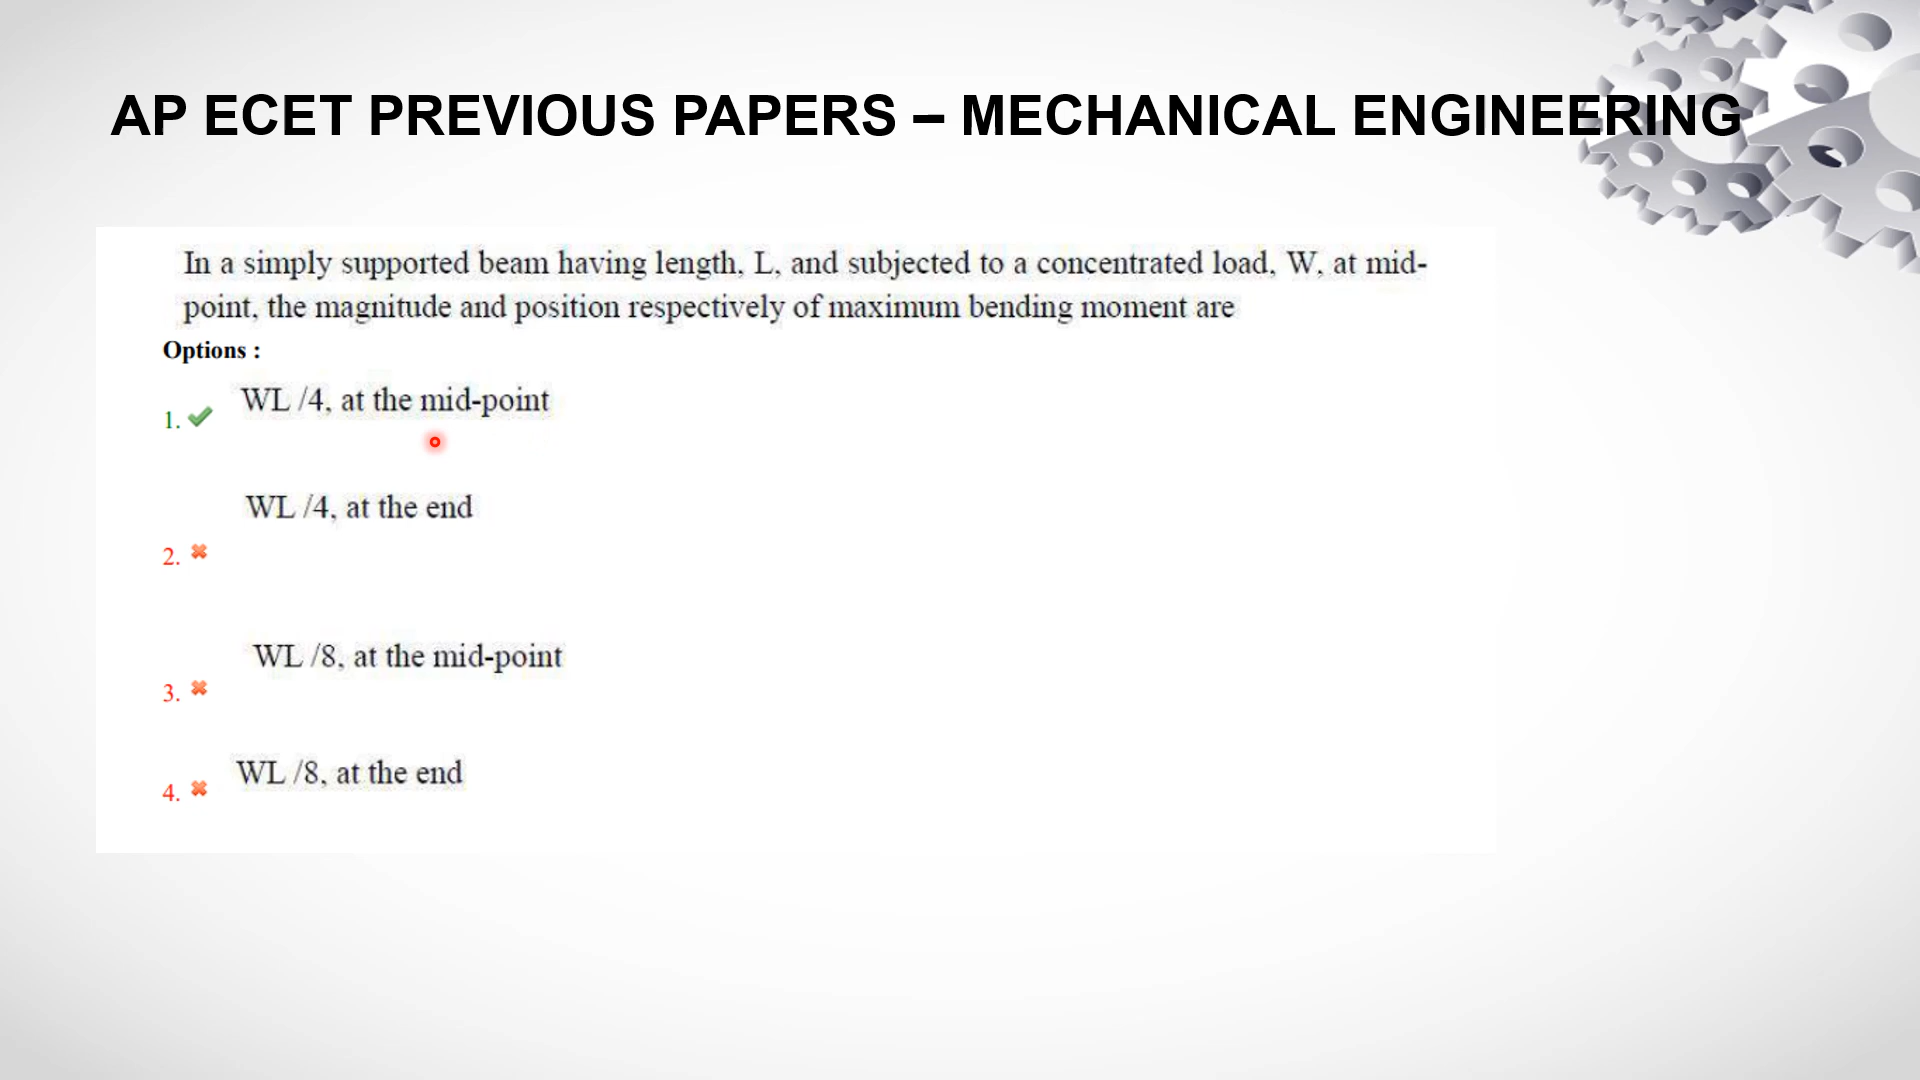 AP ECET PREVIOUS PAPERS – MECHANICAL ENGINEERING
In a simply supported beam having length, L, and subjected to a concentrated load, W, at mid-
point, the magnitude and position respectively of maximum bending moment are
Options :
1. WL /4, at the mid-point
2. WL /4, at the end
3. WL /8, at the mid-point
4. WL /8, at the end